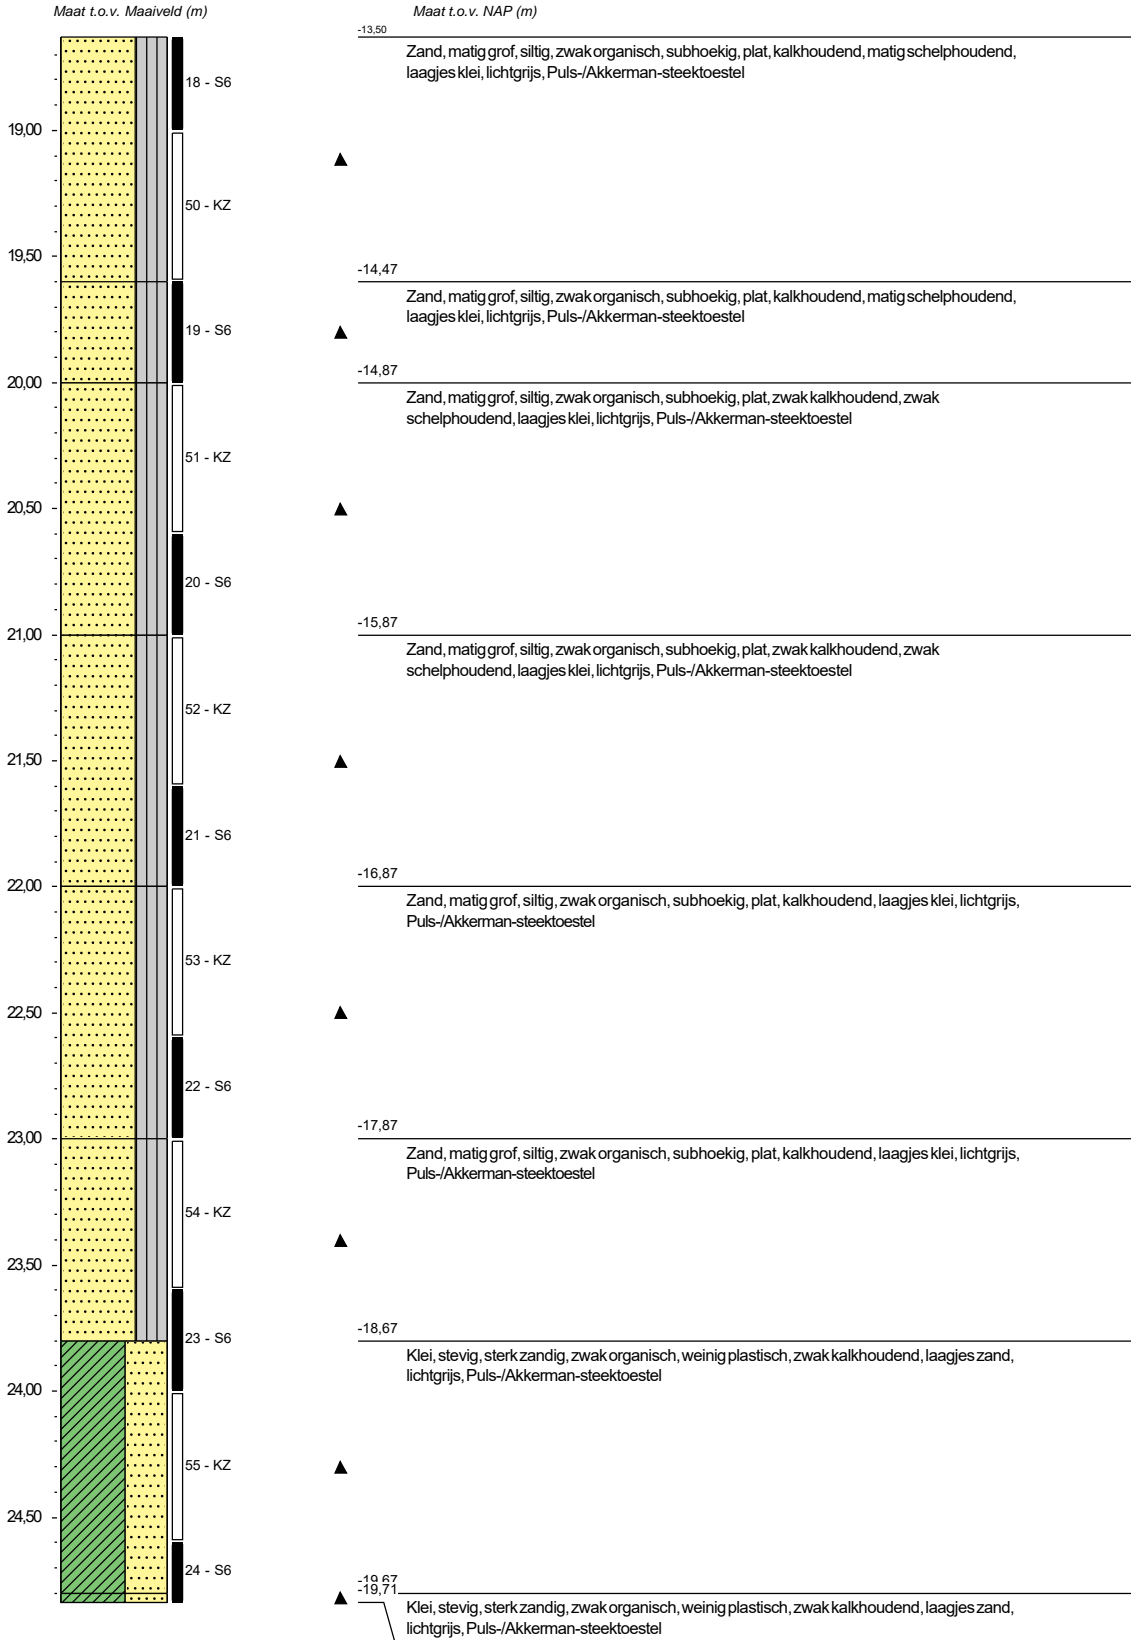 Maat t.o.v. Maaiveld (m)
Maat t.o.v. NAP (m)
-13,50
Zand, matig grof, siltig, zwak organisch, subhoekig, plat, kalkhoudend, matig schelphoudend,
laagjes klei, lichtgrijs, Puls-/Akkerman-steektoestel
18 - S6
19,00
50 - KZ
19,50
-14,47
Zand, matig grof, siltig, zwak organisch, subhoekig, plat, kalkhoudend, matig schelphoudend,
laagjes klei, lichtgrijs, Puls-/Akkerman-steektoestel
19 - S6
20,00
-14,87
Zand, matig grof, siltig, zwak organisch, subhoekig, plat, zwak kalkhoudend, zwak
schelphoudend, laagjes klei, lichtgrijs, Puls-/Akkerman-steektoestel
51 - KZ
20,50
20 - S6
21,00
-15,87
Zand, matig grof, siltig, zwak organisch, subhoekig, plat, zwak kalkhoudend, zwak
schelphoudend, laagjes klei, lichtgrijs, Puls-/Akkerman-steektoestel
52 - KZ
21,50
21 - S6
22,00
-16,87
Zand, matig grof, siltig, zwak organisch, subhoekig, plat, kalkhoudend, laagjes klei, lichtgrijs,
Puls-/Akkerman-steektoestel
53 - KZ
22,50
22 - S6
23,00
-17,87
Zand, matig grof, siltig, zwak organisch, subhoekig, plat, kalkhoudend, laagjes klei, lichtgrijs,
Puls-/Akkerman-steektoestel
54 - KZ
23,50
23 - S6
-18,67
Klei, stevig, sterk zandig, zwak organisch, weinig plastisch, zwak kalkhoudend, laagjes zand,
lichtgrijs, Puls-/Akkerman-steektoestel
24,00
55 - KZ
24,50
24 - S6
-19,67
-19,71
Klei, stevig, sterk zandig, zwak organisch, weinig plastisch, zwak kalkhoudend, laagjes zand,
lichtgrijs, Puls-/Akkerman-steektoestel